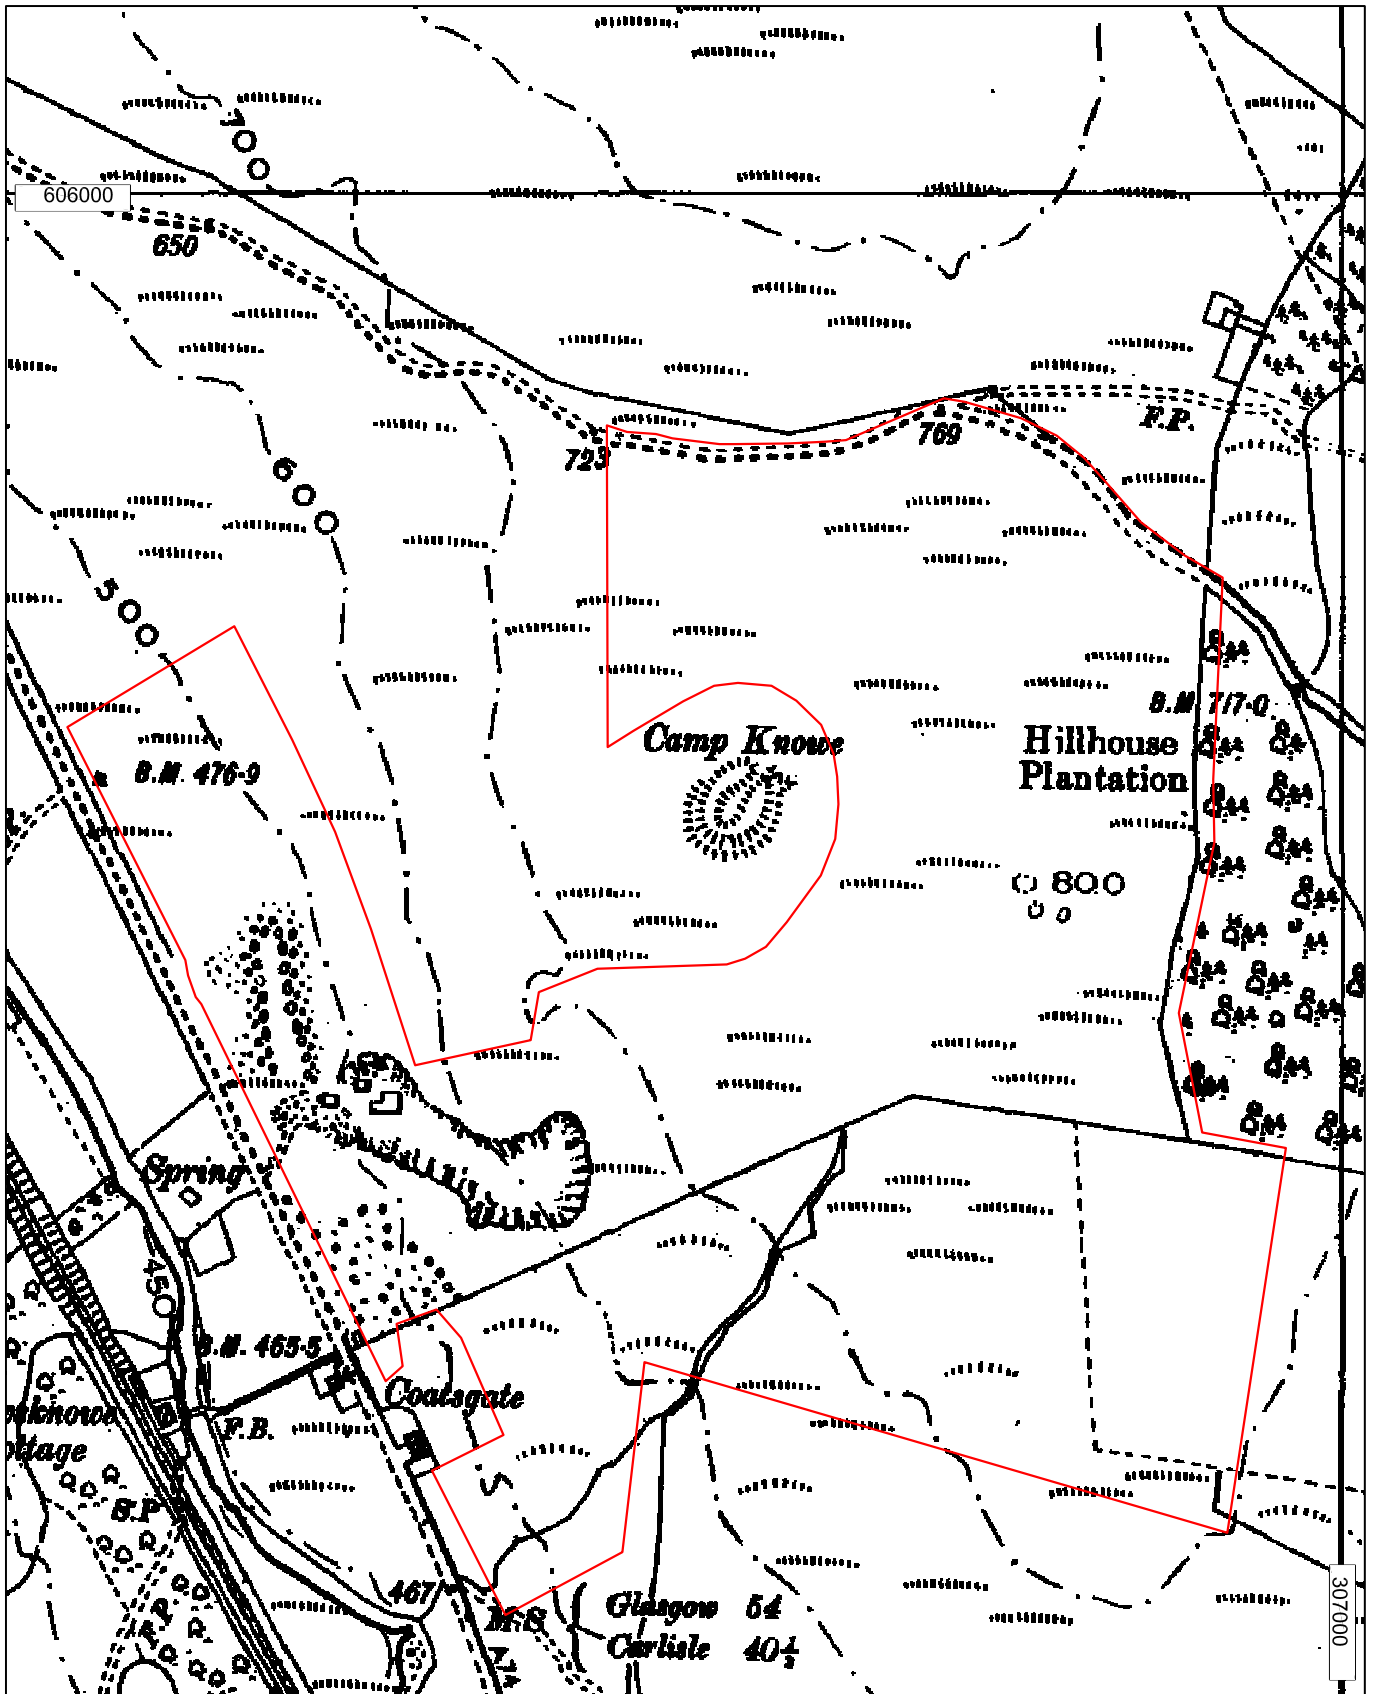 700
606000
650
F.P.
769
723
600
500
B.M. 717·0
Camp Knowe
Hillhouse
Plantation
B.M. 476·9
800
Spring
450
B.M. 465·5
Coatsgate
F.B.
S.P
467
M.S
Glasgow 54
Carlisle 40½
A74
307000